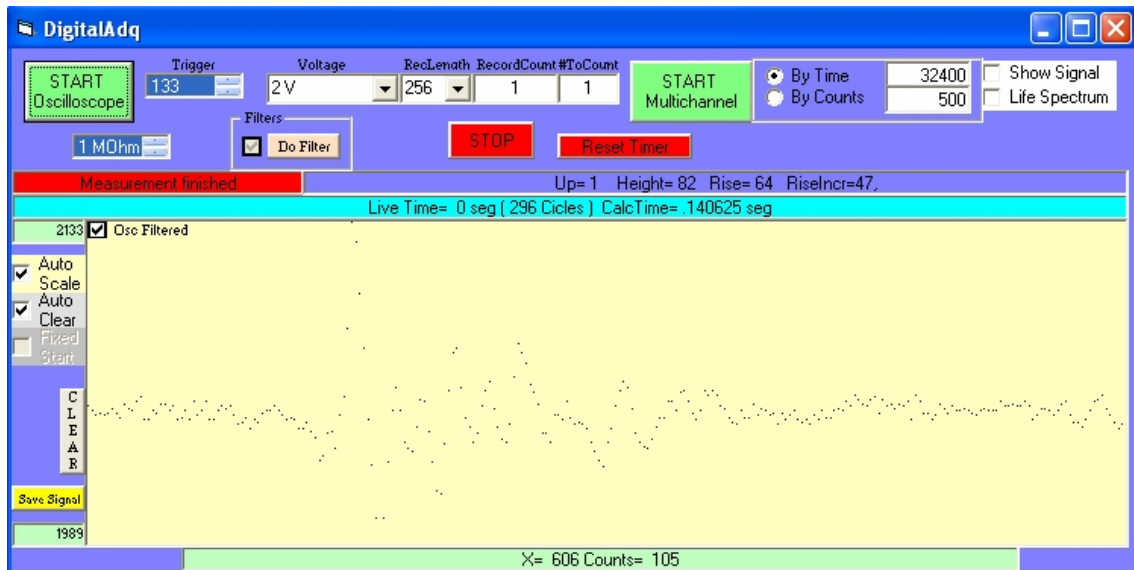 DigitalAdq
Trigger Voltage RecLength RecordCount #ToCount
START Oscilloscope
133
2 V
256
1
1
START Multichannel
By Time 32400
By Counts 500
Show Signal
Life Spectrum
1 MOhm
Filters
Do Filter
STOP
Reset Timer
Measurement finished
Up= 1 Height= 82 Rise= 64 RiseIncr=47,
Live Time= 0 seg ( 296 Cicles ) CalcTime= .140625 seg
2133
Osc Filtered
Auto
Scale
Auto
Clear
Fixed
Start
C
L
E
A
R
Save Signal
1989
X= 606 Counts= 105